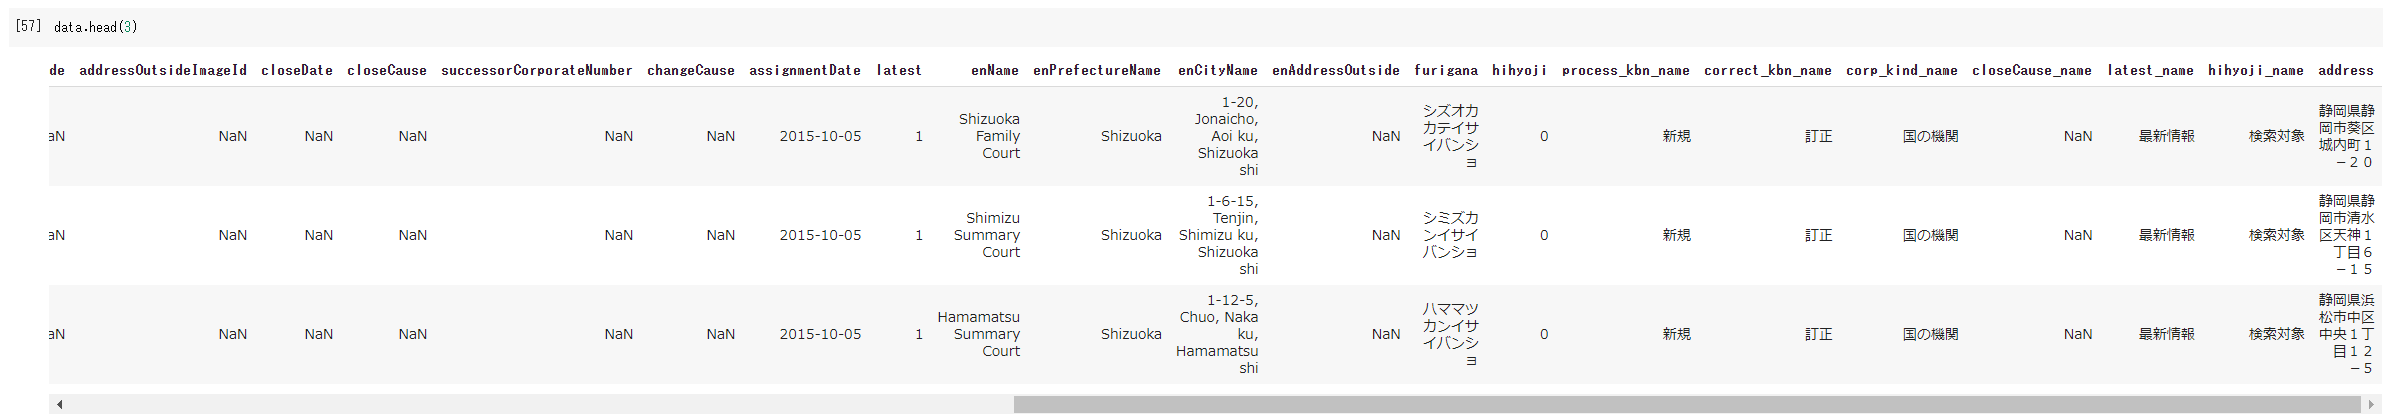 [57] data.head(3)
de addressOutsideImageId closeDate closeCause successorCorporateNumber changeCause assignmentDate latest enName enPrefectureName enCityName enAddressOutside furigana hihyoji process_kbn_name correct_kbn_name corp_kind_name closeCause_name latest_name hihyoji_name address
aN NaN NaN NaN NaN NaN 2015-10-05 1 Shizuoka Family Court Shizuoka 1-20, Jonaicho, Aoi ku, Shizuoka shi NaN シズオカカテイサイバンショ 0 新規 訂正 国の機関 NaN 最新情報 検索対象 静岡県静岡市葵区城内町１－２０
aN NaN NaN NaN NaN NaN 2015-10-05 1 Shimizu Summary Court Shizuoka 1-6-15, Tenjin, Shimizu ku, Shizuoka shi NaN シミズカンイサイバンショ 0 新規 訂正 国の機関 NaN 最新情報 検索対象 静岡県静岡市清水区天神１丁目６－１５
aN NaN NaN NaN NaN NaN 2015-10-05 1 Hamamatsu Summary Court Shizuoka 1-12-5, Chuo, Naka ku, Hamamatsu shi NaN ハママツカンイサイバンショ 0 新規 訂正 国の機関 NaN 最新情報 検索対象 静岡県浜松市中区中央１丁目１２－５